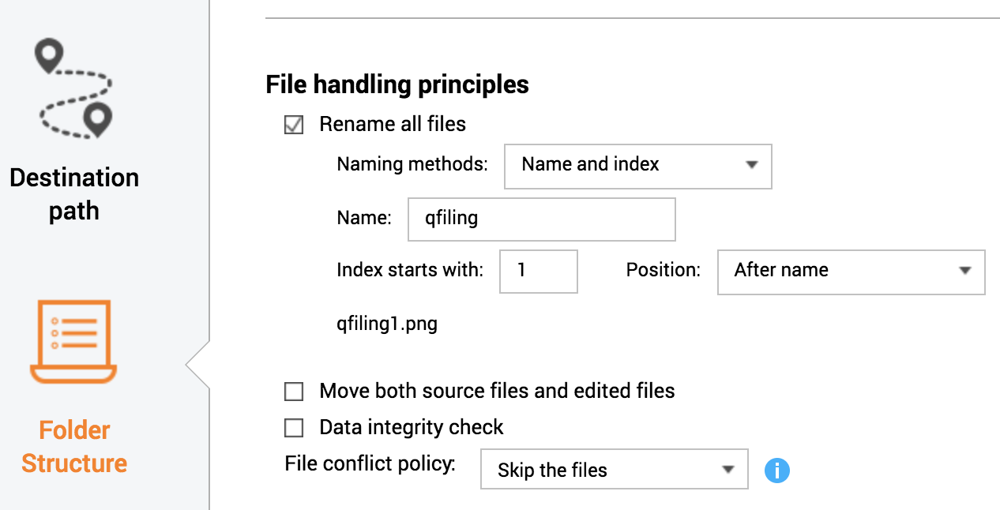 Destination
path
Folder
Structure
File handling principles
Rename all files
Naming methods: Name and index
Name: qfiling
Index starts with: 1 Position: After name
qfiling1.png
Move both source files and edited files
Data integrity check
File conflict policy: Skip the files i